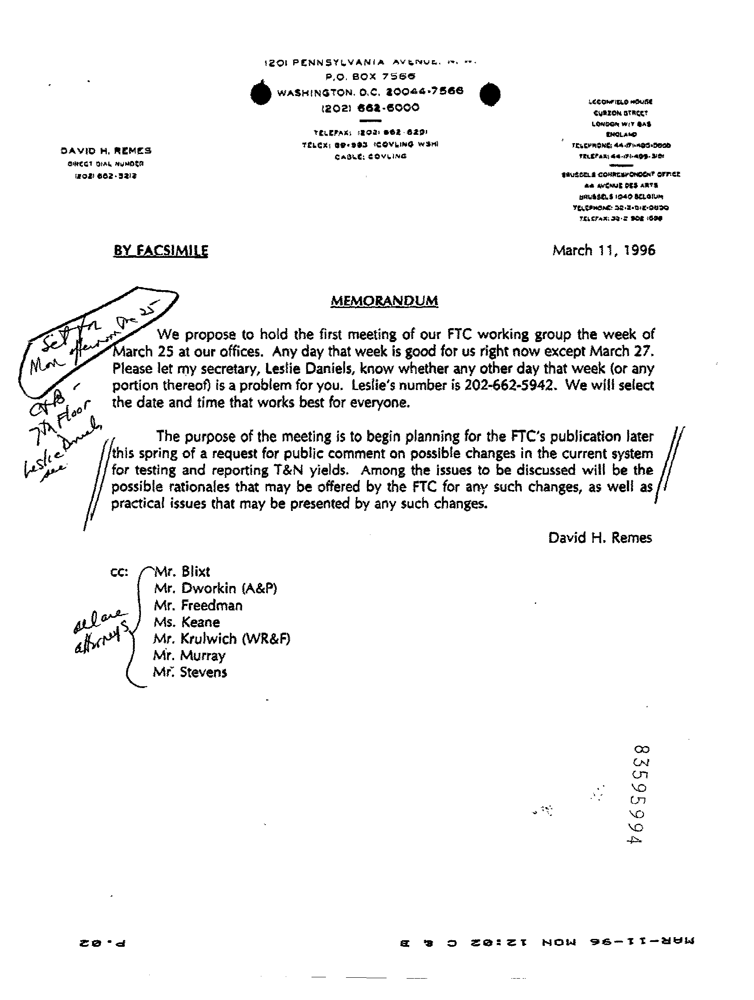 1201 PENNSYLVANIA AVENUE, N. W.
P.O. BOX 7566
WASHINGTON, D.C. 20044-7566
(202) 662-6000
TELEFAX: (202) 662-6291
TELEX: 89-593 (COVLING WSH)
CABLE: COVLING
DAVID H. REMES
DIRECT DIAL NUMBER
(202) 662-5212
LECONFIELD HOUSE
CURZON STREET
LONDON W1Y 8AS
ENGLAND
TELEPHONE: 44-171-495-5655
TELEFAX: 44-171-495-3101
BRUSSELS CORRESPONDENT OFFICE
44 AVENUE DES ARTS
BRUSSELS 1040 BELGIUM
TELEPHONE: 32-2-512-9890
TELEFAX: 32-2 502 1598
BY FACSIMILE
March 11, 1996
MEMORANDUM
Set for
Mon afternoon the 25
We propose to hold the first meeting of our FTC working group the week of
March 25 at our offices. Any day that week is good for us right now except March 27.
Please let my secretary, Leslie Daniels, know whether any other day that week (or any
portion thereof) is a problem for you. Leslie's number is 202-662-5942. We will select
the date and time that works best for everyone.
C&B -
7th Floor
Leslie Daniels
sec.
The purpose of the meeting is to begin planning for the FTC's publication later
this spring of a request for public comment on possible changes in the current system
for testing and reporting T&N yields. Among the issues to be discussed will be the
possible rationales that may be offered by the FTC for any such changes, as well as
practical issues that may be presented by any such changes.
David H. Remes
cc: Mr. Blixt
Mr. Dworkin (A&P)
Mr. Freedman
Ms. Keane
Mr. Krulwich (WR&F)
Mr. Murray
Mr. Stevens
all are
attorneys
83595994
MAR-11-96 MON 12:02 C & B
P.02